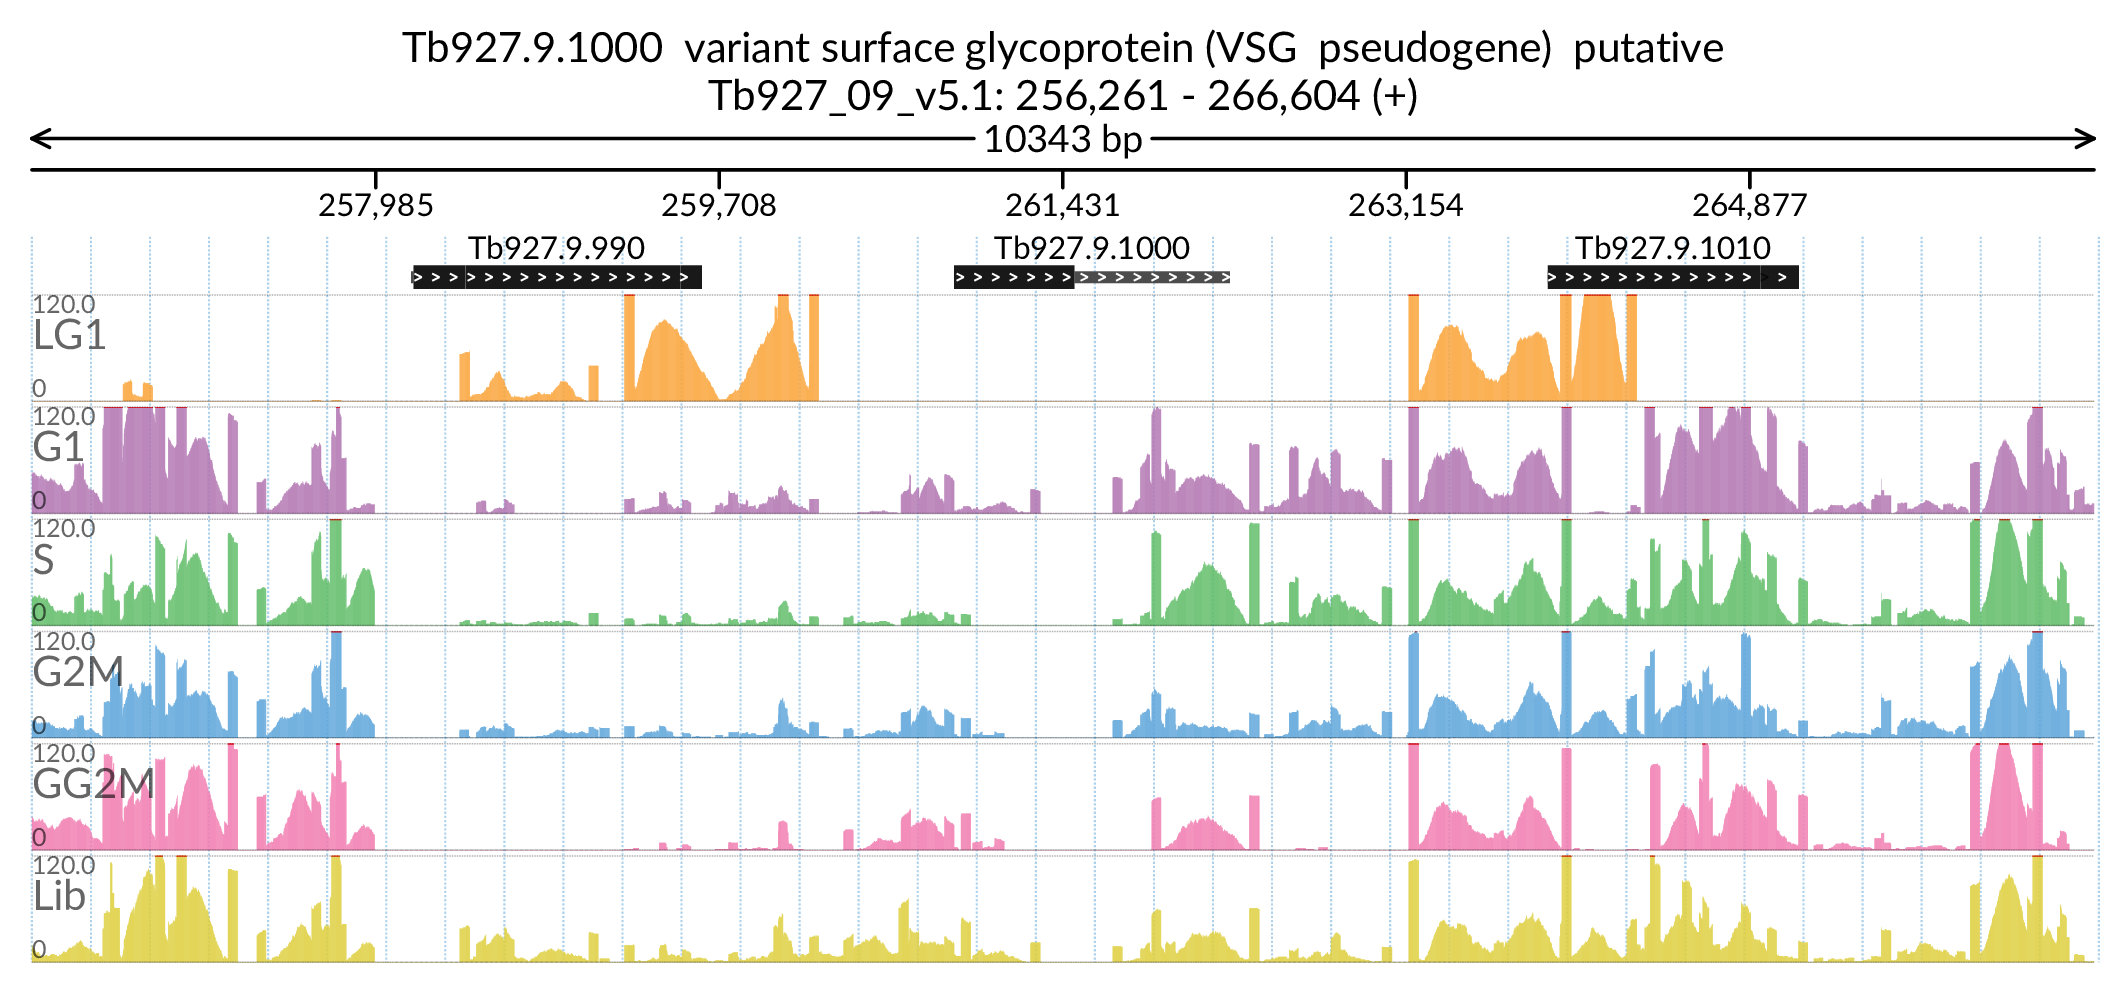 Tb927.9.1000 variant surface glycoprotein (VSG pseudogene) putative
Tb927_09_v5.1: 256,261 - 266,604 (+)
10343 bp
257,985 259,708 261,431 263,154 264,877
Tb927.9.990 Tb927.9.1000 Tb927.9.1010
120.0
LG1
0
120.0
G1
0
120.0
S
0
120.0
G2M
0
120.0
GG2M
0
120.0
Lib
0